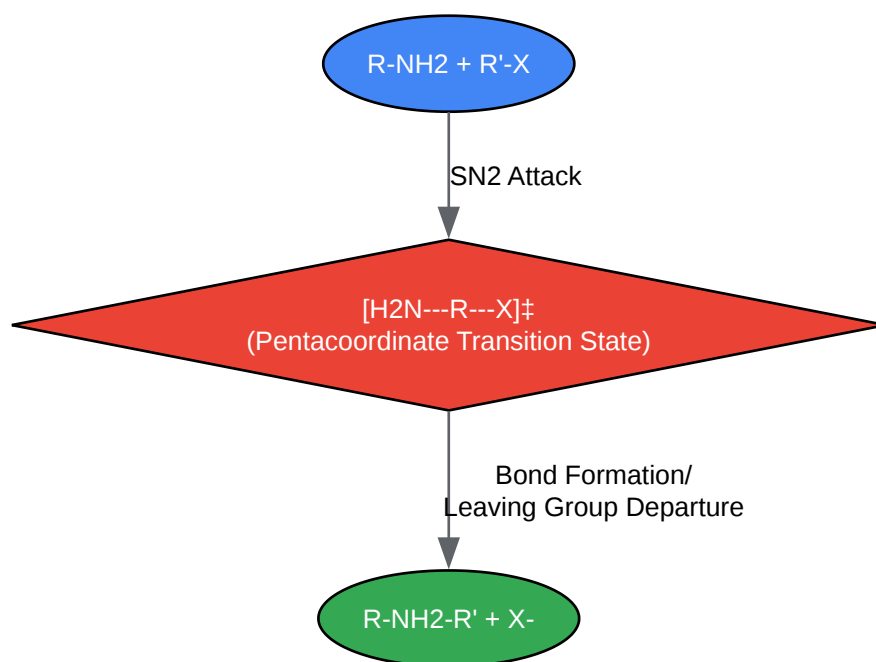 R-NH2 + R'-X
SN2 Attack
[H2N---R---X]‡
(Pentacoordinate Transition State)
Bond Formation/
Leaving Group Departure
R-NH2-R' + X-